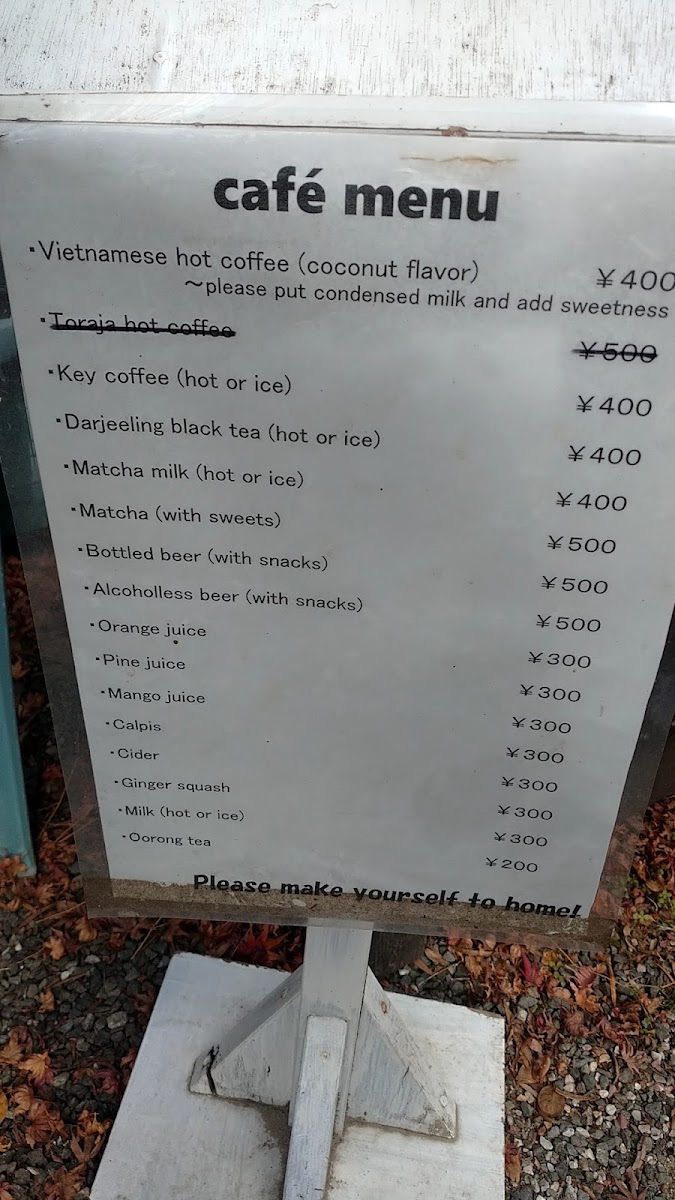 café menu
・Vietnamese hot coffee (coconut flavor) ¥400
～please put condensed milk and add sweetness
・Toraja hot coffee ¥500
・Key coffee (hot or ice) ¥400
・Darjeeling black tea (hot or ice) ¥400
・Matcha milk (hot or ice) ¥400
・Matcha (with sweets) ¥500
・Bottled beer (with snacks) ¥500
・Alcoholless beer (with snacks) ¥500
・Orange juice ¥300
・Pine juice ¥300
・Mango juice ¥300
・Calpis ¥300
・Cider ¥300
・Ginger squash ¥300
・Milk (hot or ice) ¥300
・Oorong tea ¥200
Please make yourself to home!